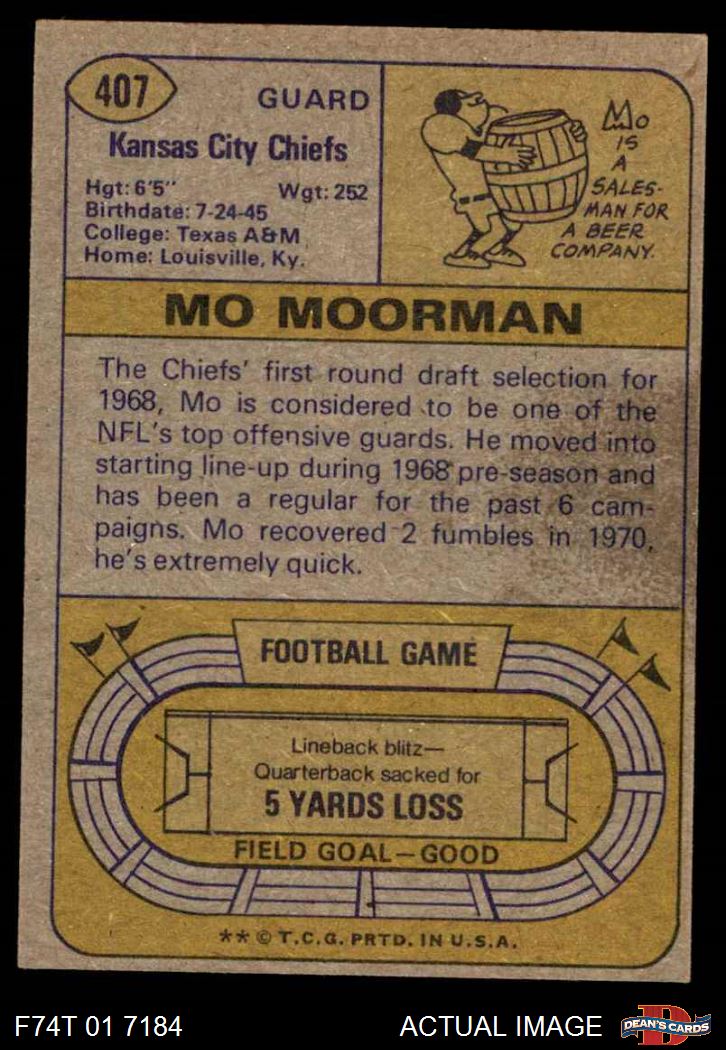 407
GUARD
Kansas City Chiefs
Hgt: 6'5"
Wgt: 252
Birthdate: 7-24-45
College: Texas A&M
Home: Louisville, Ky.
Mo
IS
A
SALES-
MAN FOR
A BEER
COMPANY.
MO MOORMAN
The Chiefs' first round draft selection for
1968, Mo is considered to be one of the
NFL's top offensive guards. He moved into
starting line-up during 1968 pre-season and
has been a regular for the past 6 cam-
paigns. Mo recovered 2 fumbles in 1970,
he's extremely quick.
FOOTBALL GAME
Lineback blitz—
Quarterback sacked for
5 YARDS LOSS
FIELD GOAL—GOOD
** © T.C.G. PRTD. IN U.S.A.
F74T 01 7184
ACTUAL IMAGE
D
DEAN'S CARDS